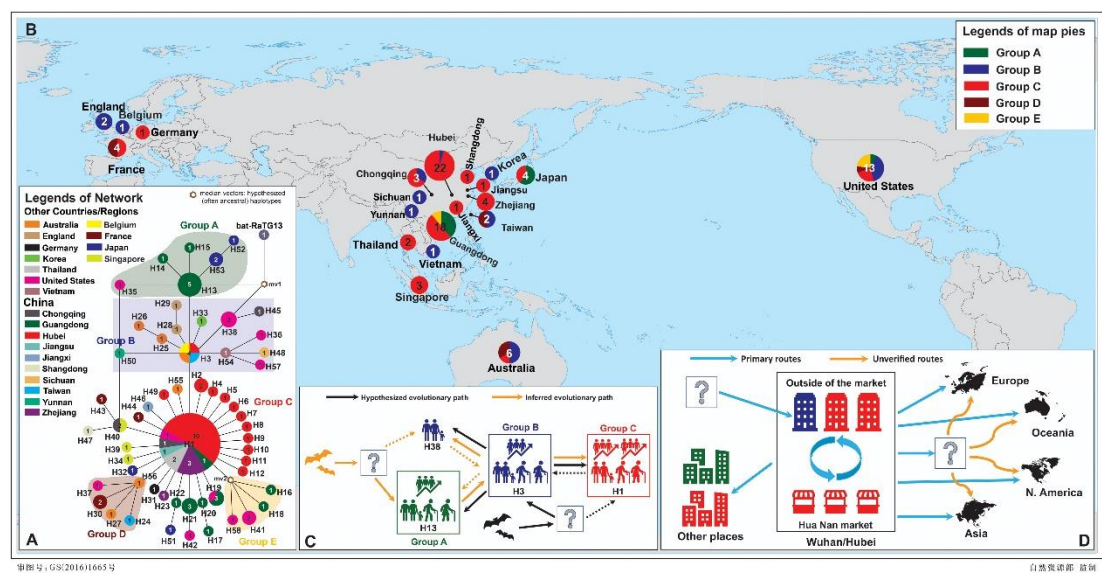 B
Legends of map pies
Group A
Group B
Group C
Group D
Group E
England
2
Belgium
1
1
Germany
4
France
Hubei
22
Shangdong
1
Korea
1
4
Japan
Chongqing
3
1
Jiangsu
4
Zhejiang
Sichuan
1
Yunnan
1
1
Jiangxi
2
Taiwan
18
Guangdong
Thailand
2
1
Vietnam
3
Singapore
6
Australia
13
United States
Legends of Network
Other Countries/Regions
Australia
Belgium
England
France
Germany
Japan
Korea
Singapore
Thailand
United States
Vietnam
China
Chongqing
Guangdong
Hubei
Jiangsu
Jiangxi
Shangdong
Sichuan
Taiwan
Yunnan
Zhejiang
median vectors: hypothesized
(often ancestral) haplotypes
Group A
bat-RaTG13
H15
H52
H14
H53
H13
H35
mv1
H29
H33
H45
H26
H28
H38
H36
Group B
H25
H3
H54
H48
H50
H57
H2
H55
H4
H49
H5
H46
H6
Group C
H44
H7
H43
H8
H47
H40
H1
H9
H39
H10
H34
H11
H32
H12
H56
mv2
H37
H31
H22
H19
H16
H23
H30
H21
H20
H18
H27
H24
H58
H41
Group D
H51
H42
H17
Group E
A
Hypothesized evolutionary path
Inferred evolutionary path
H38
Group B
Group C
?
H3
H1
H13
Group A
?
C
Primary routes
Unverified routes
?
Outside of the market
Europe
Oceania
?
N. America
Hua Nan market
Other places
Wuhan/Hubei
Asia
D
审图号: GS(2016)1665号
自然资源部 监制